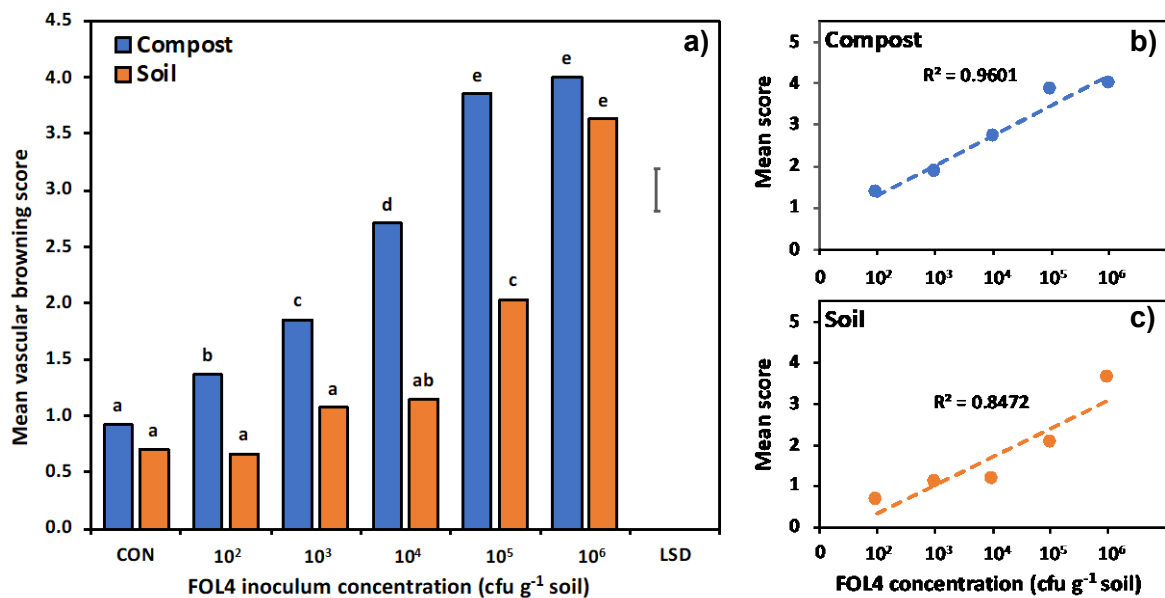 a)
Compost
Soil
4.5
4.0
3.5
3.0
2.5
2.0
1.5
1.0
0.5
0.0
Mean vascular browning score
a a
b a
c a
d ab
e c
e e
CON 10² 10³ 10⁴ 10⁵ 10⁶ LSD
FOL4 inoculum concentration (cfu g⁻¹ soil)
b)
Compost
R² = 0.9601
5
4
3
2
1
0
Mean score
0 10² 10³ 10⁴ 10⁵ 10⁶
c)
Soil
R² = 0.8472
5
4
3
2
1
0
Mean score
0 10² 10³ 10⁴ 10⁵ 10⁶
FOL4 concentration (cfu g⁻¹ soil)